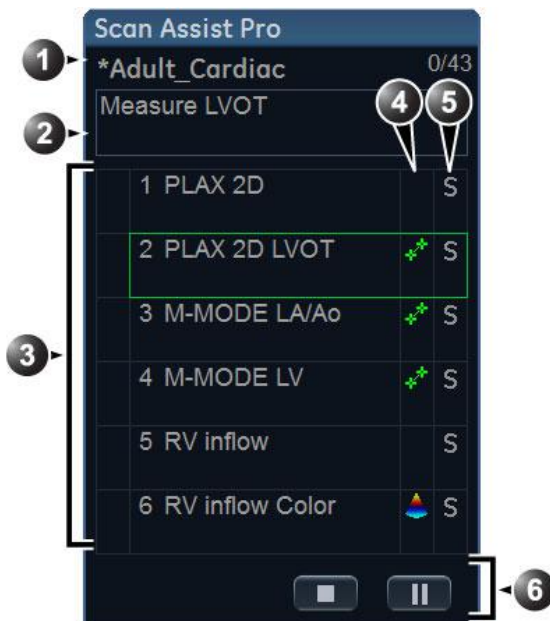 Scan Assist Pro
1 *Adult_Cardiac 0/43
4 5
2 Measure LVOT
3
1 PLAX 2D S
2 PLAX 2D LVOT S
3 M-MODE LA/Ao S
4 M-MODE LV S
5 RV inflow S
6 RV inflow Color S
6